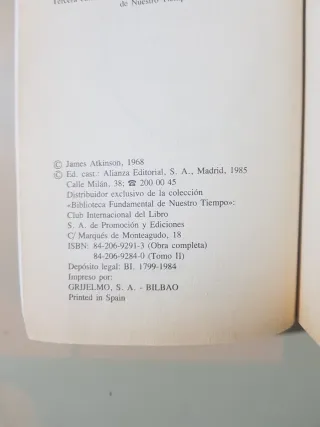 de Nuestro Tiemp
© James Atkinson, 1968
© Ed. cast.: Alianza Editorial, S. A., Madrid, 1985
Calle Milán, 38; ☎ 200 00 45
Distribuidor exclusivo de la colección
«Biblioteca Fundamental de Nuestro Tiempo»:
Club Internacional del Libro
S. A. de Promoción y Ediciones
C/ Marqués de Monteagudo, 18
ISBN: 84-206-9291-3 (Obra completa)
84-206-9284-0 (Tomo II)
Depósito legal: BI. 1799-1984
Impreso por:
GRIJELMO, S. A. - BILBAO
Printed in Spain